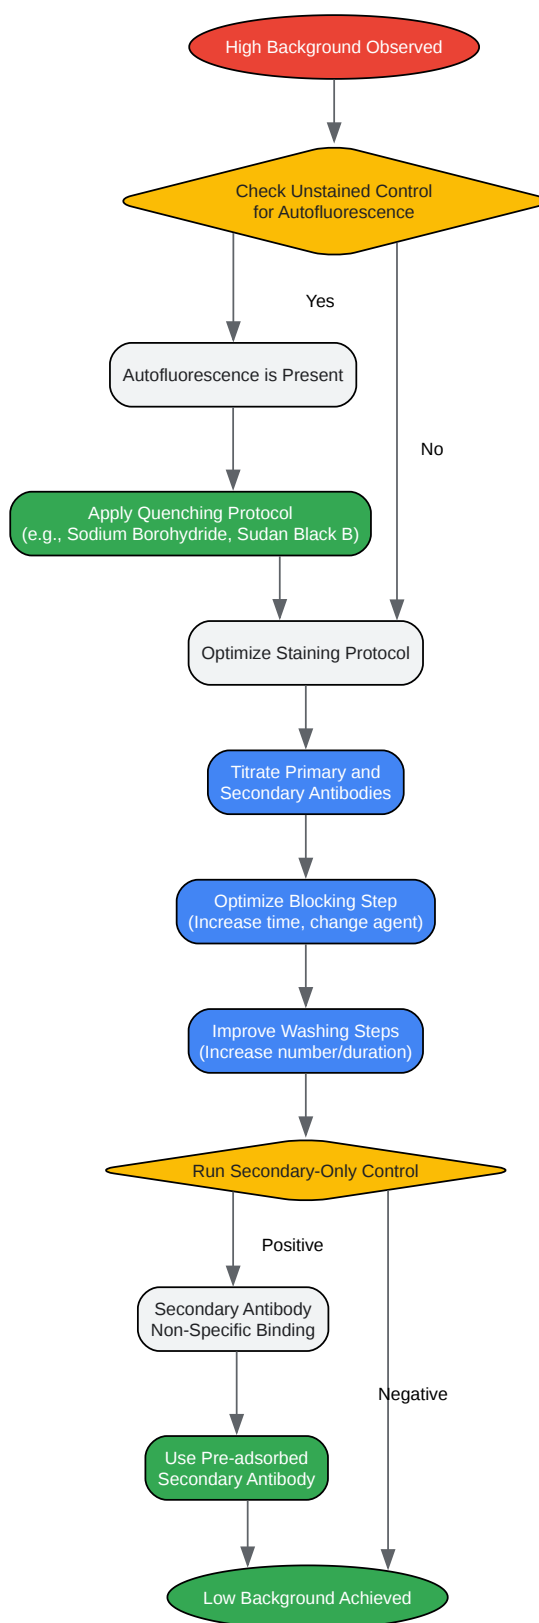 High Background Observed
Check Unstained Control
for Autofluorescence
Yes
Autofluorescence is Present
No
Apply Quenching Protocol
(e.g., Sodium Borohydride, Sudan Black B)
Optimize Staining Protocol
Titrate Primary and
Secondary Antibodies
Optimize Blocking Step
(Increase time, change agent)
Improve Washing Steps
(Increase number/duration)
Run Secondary-Only Control
Positive
Secondary Antibody
Non-Specific Binding
Negative
Use Pre-adsorbed
Secondary Antibody
Low Background Achieved